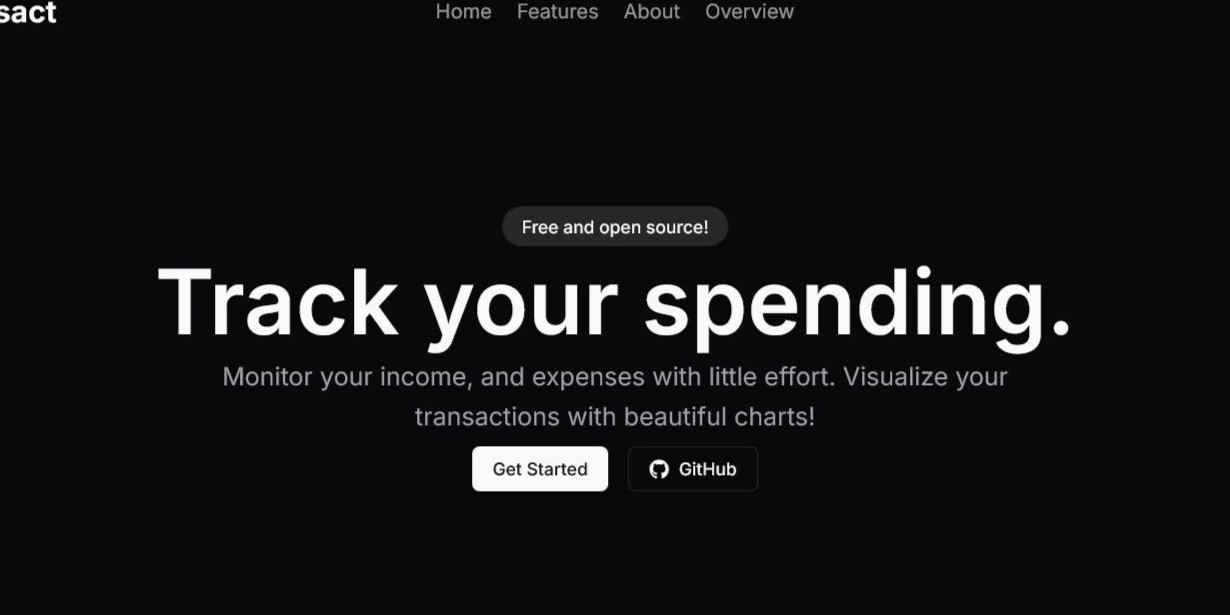 sact
Home Features About Overview
Free and open source!
Track your spending.
Monitor your income, and expenses with little effort. Visualize your
transactions with beautiful charts!
Get Started GitHub